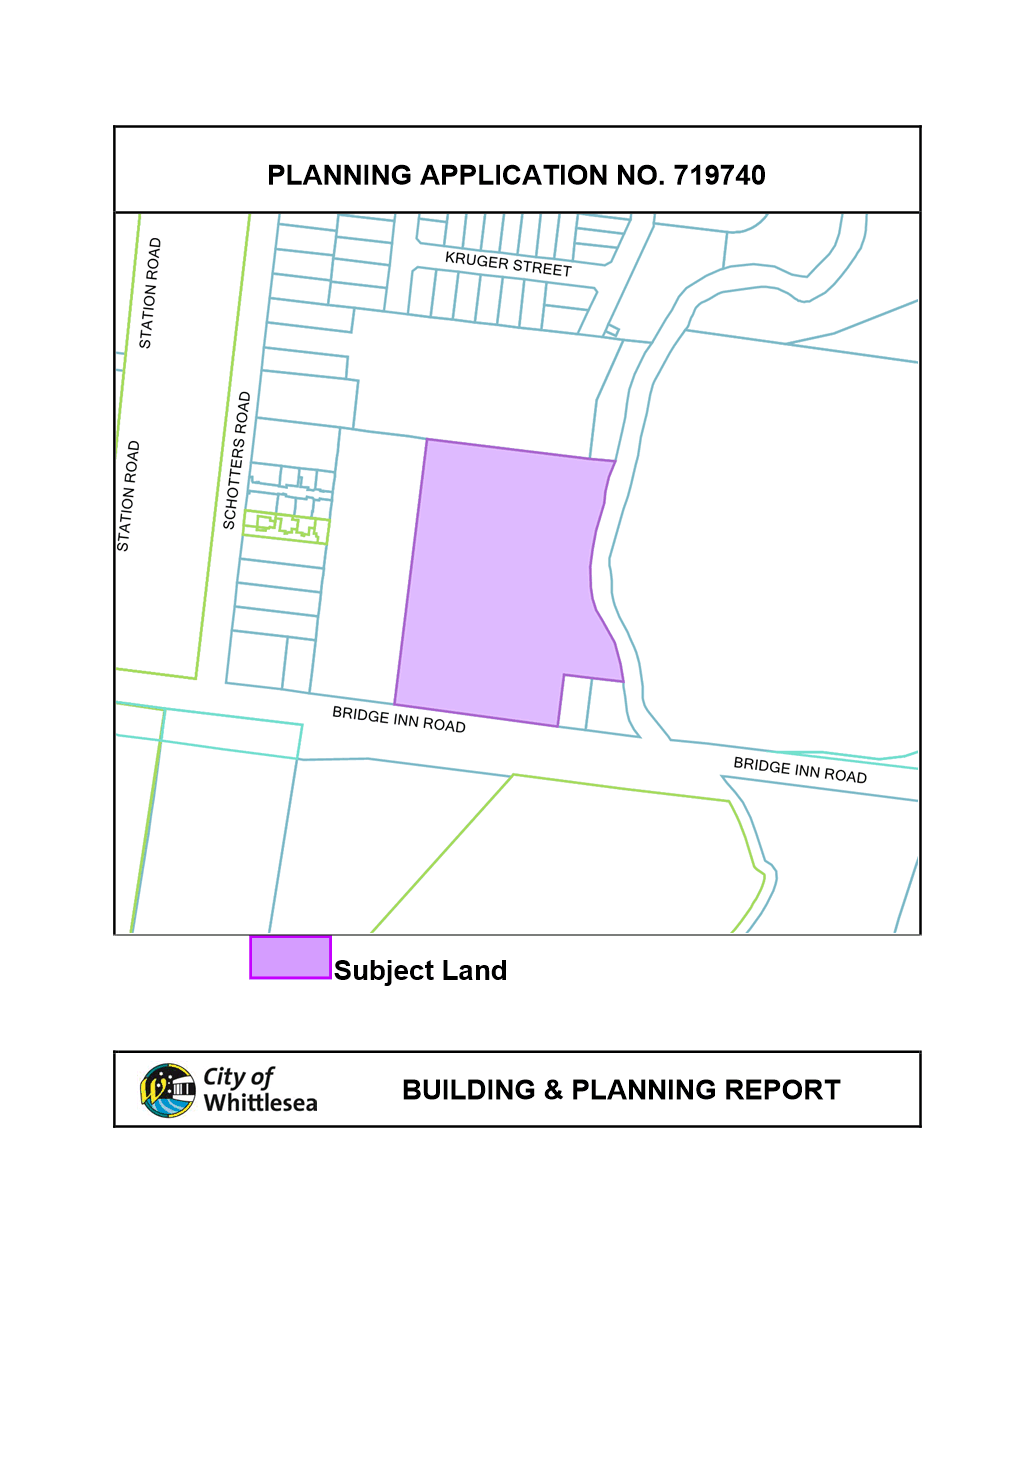 PLANNING APPLICATION NO. 719740
KRUGER STREET
STATION ROAD
SCHOTTERS ROAD
STATION ROAD
BRIDGE INN ROAD
BRIDGE INN ROAD
Subject Land
City of
Whittlesea
BUILDING & PLANNING REPORT